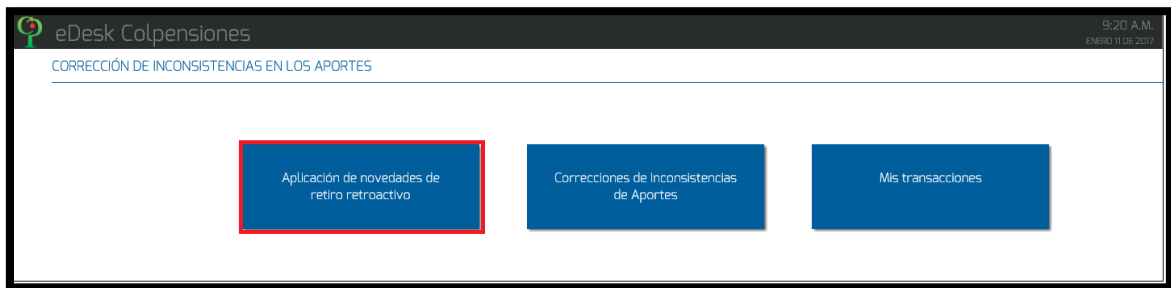 eDesk Colpensiones
9:20 A.M.
ENERO 11 DE 2017
CORRECCIÓN DE INCONSISTENCIAS EN LOS APORTES
Aplicación de novedades de
retiro retroactivo
Correcciones de Inconsistencias
de Aportes
Mis transacciones